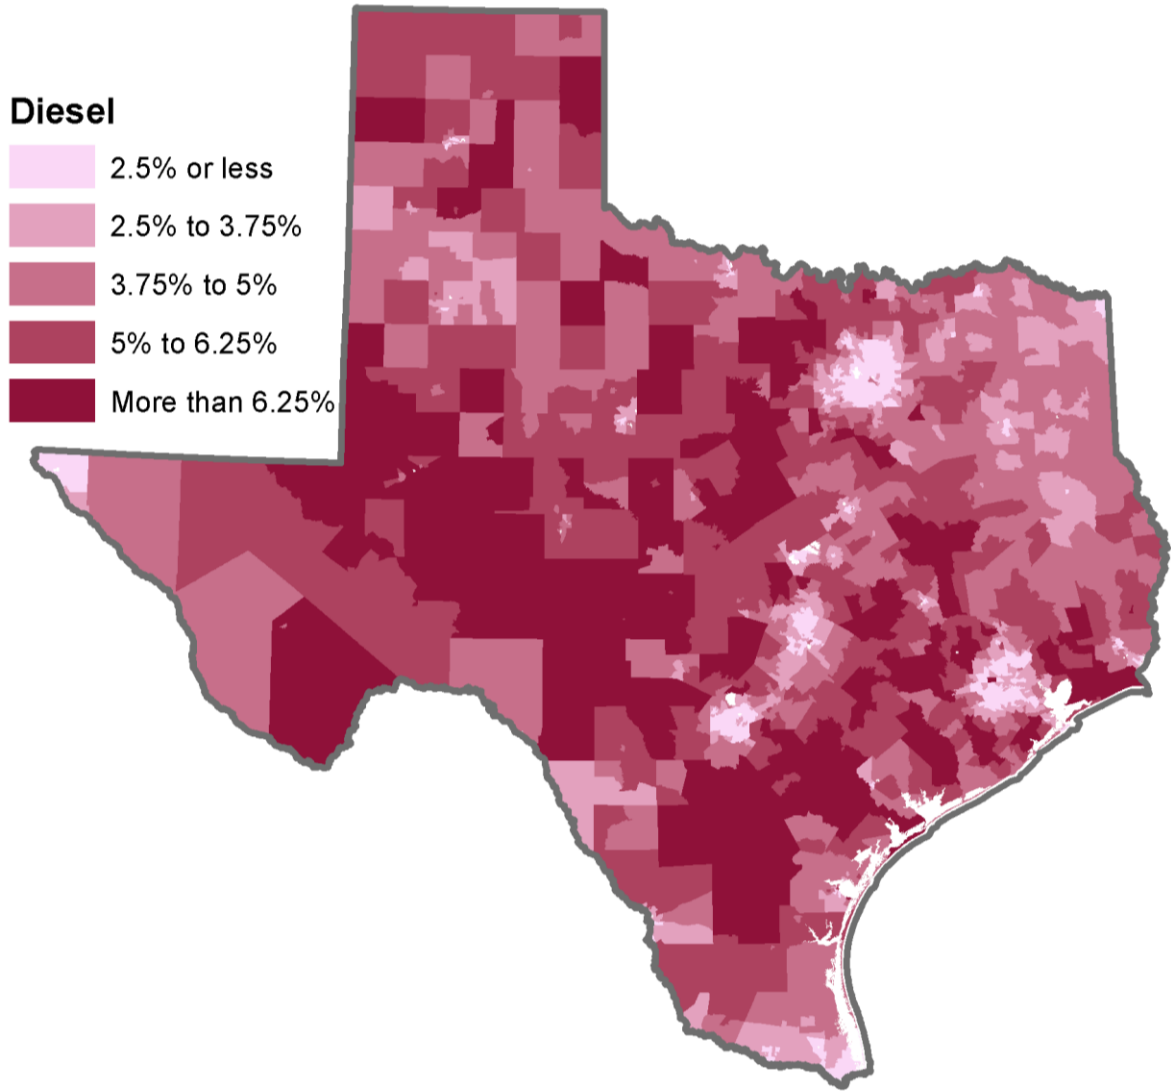 Diesel
2.5% or less
2.5% to 3.75%
3.75% to 5%
5% to 6.25%
More than 6.25%